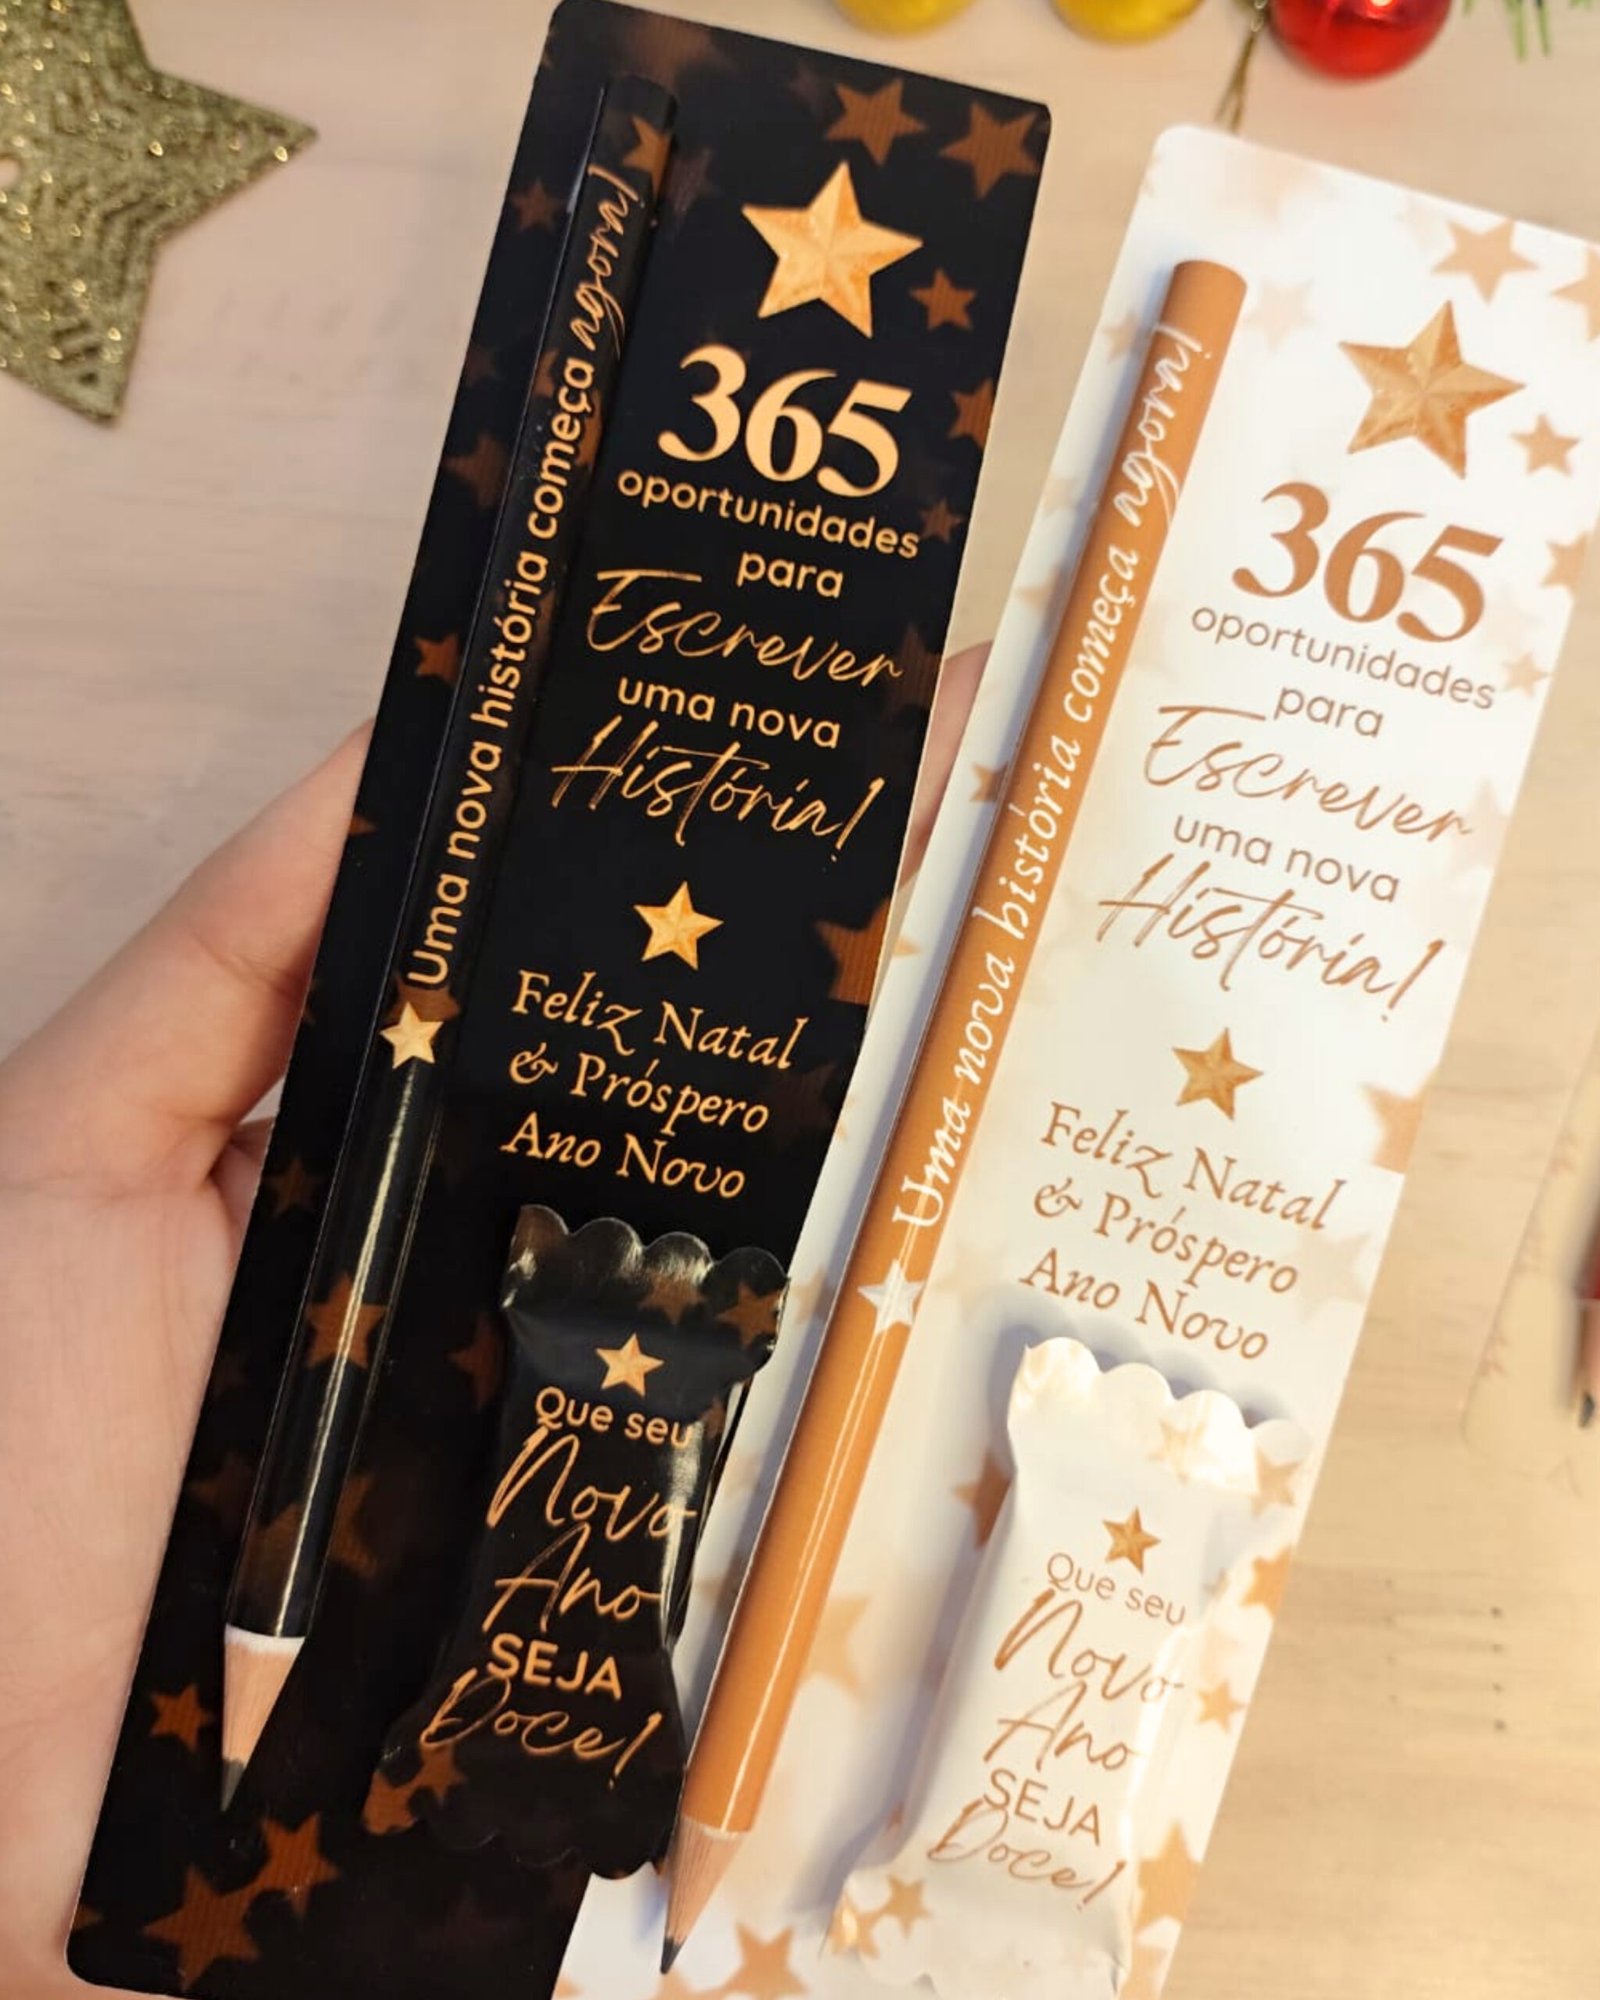 Uma nova história começa agora!
365
oportunidades
para
Escrever
uma nova
História!
Feliz Natal
& Próspero
Ano Novo
Que seu
Novo
Ano
SEJA
Doce!
Uma nova história começa agora!
365
oportunidades
para
Escrever
uma nova
História!
Feliz Natal
& Próspero
Ano Novo
Que seu
Novo
Ano
SEJA
Doce!